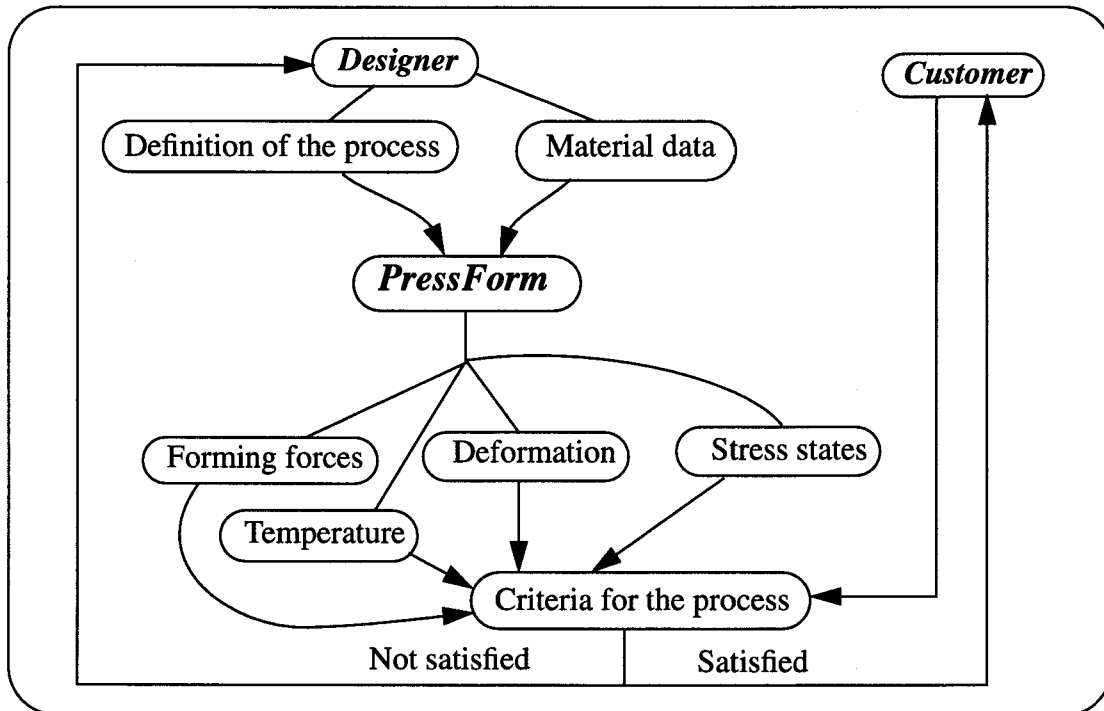 Designer
Customer
Definition of the process
Material data
PressForm
Forming forces
Deformation
Stress states
Temperature
Criteria for the process
Not satisfied
Satisfied